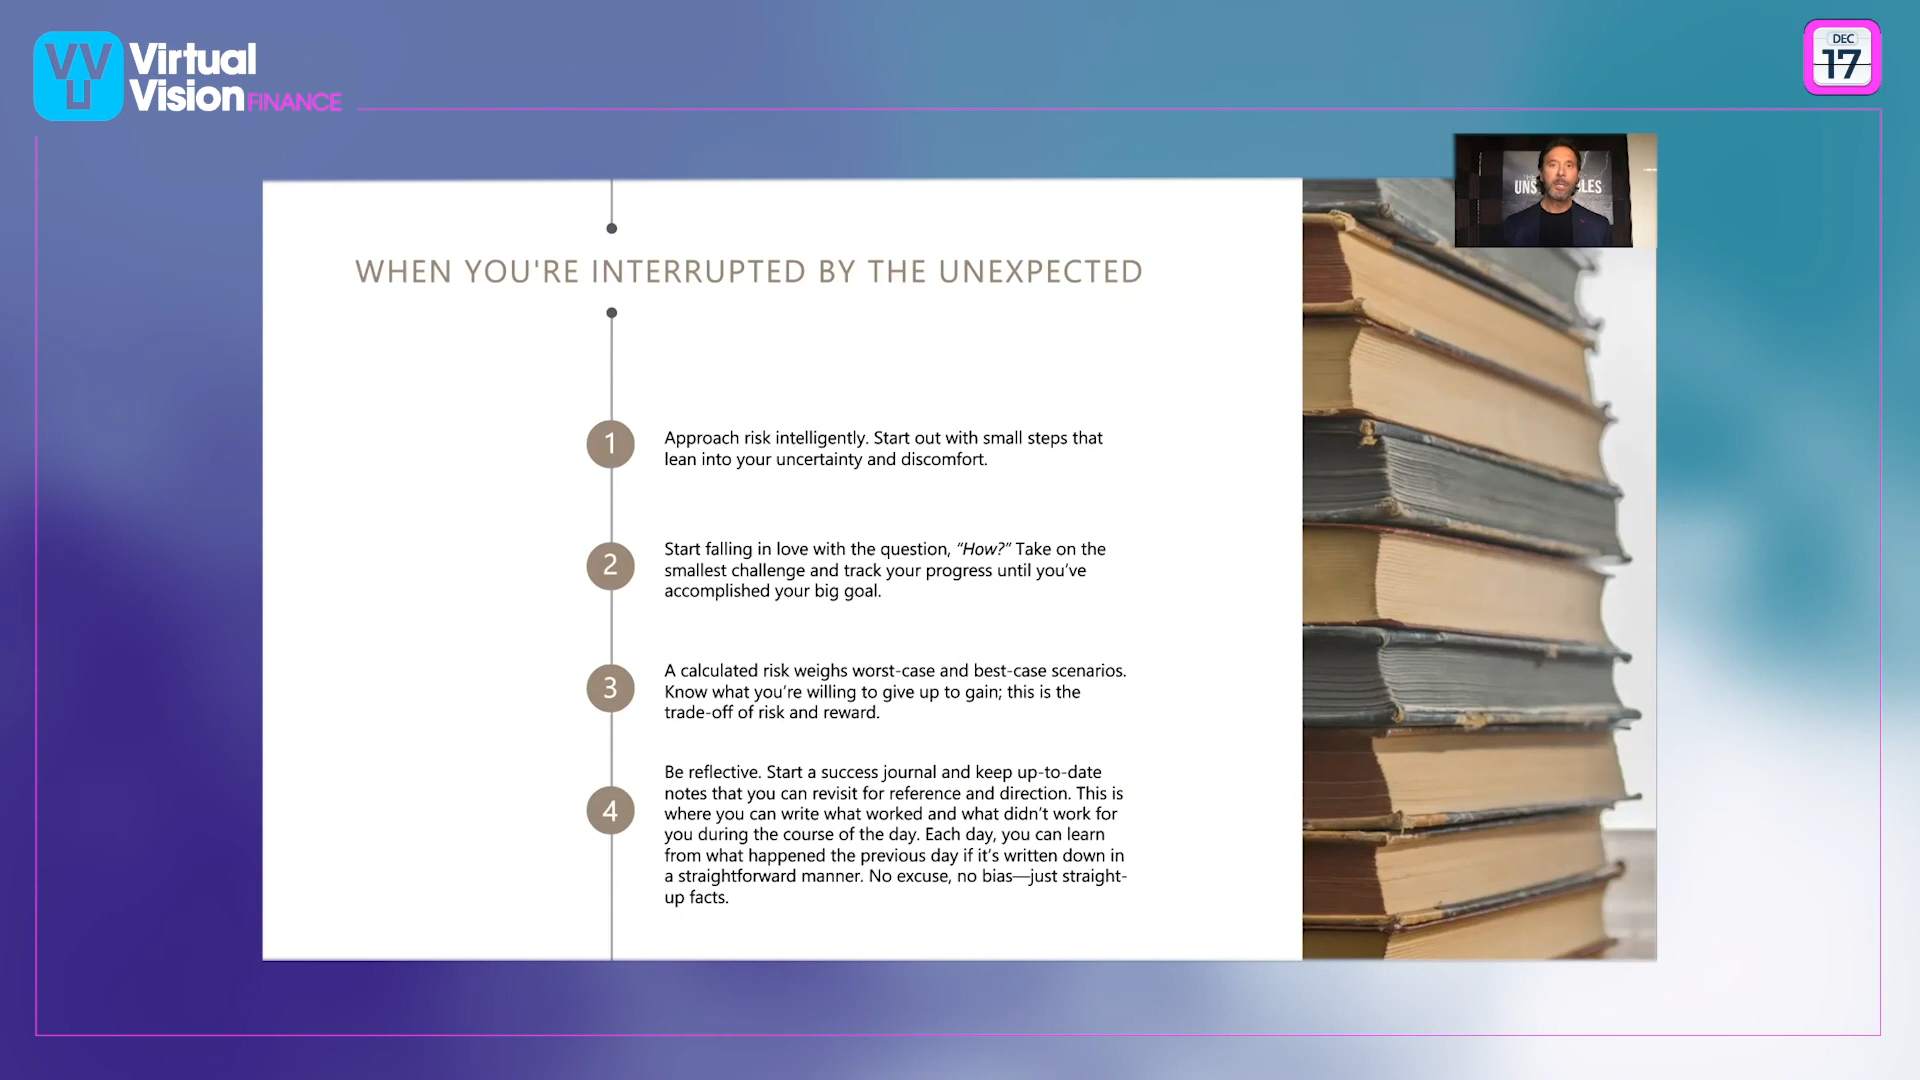 Virtual
Vision FINANCE
DEC
17
WHEN YOU'RE INTERRUPTED BY THE UNEXPECTED
1
Approach risk intelligently. Start out with small steps that
lean into your uncertainty and discomfort.
2
Start falling in love with the question, “How?” Take on the
smallest challenge and track your progress until you’ve
accomplished your big goal.
3
A calculated risk weighs worst-case and best-case scenarios.
Know what you’re willing to give up to gain; this is the
trade-off of risk and reward.
4
Be reflective. Start a success journal and keep up-to-date
notes that you can revisit for reference and direction. This is
where you can write what worked and what didn’t work for
you during the course of the day. Each day, you can learn
from what happened the previous day if it’s written down in
a straightforward manner. No excuse, no bias—just straight-
up facts.